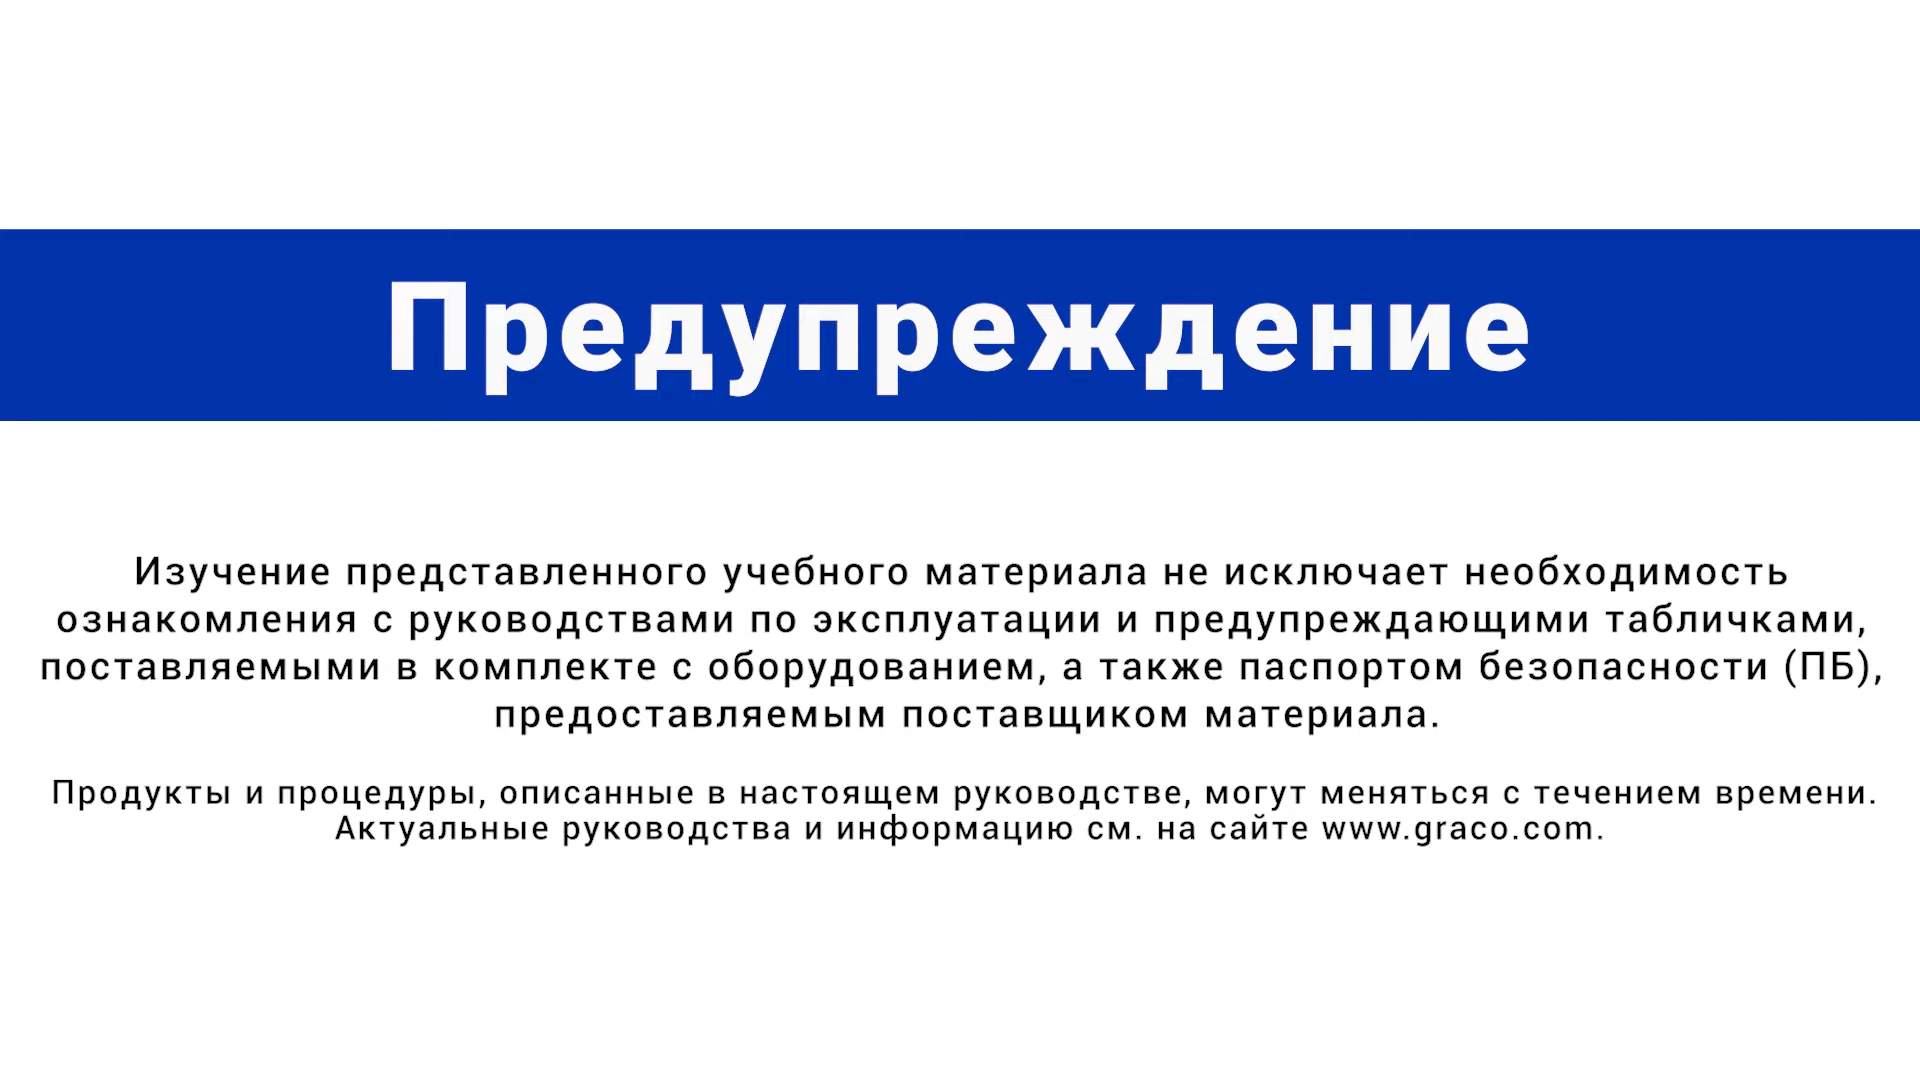 Предупреждение
Изучение представленного учебного материала не исключает необходимость
ознакомления с руководствами по эксплуатации и предупреждающими табличками,
поставляемыми в комплекте с оборудованием, а также паспортом безопасности (ПБ),
предоставляемым поставщиком материала.
Продукты и процедуры, описанные в настоящем руководстве, могут меняться с течением времени.
Актуальные руководства и информацию см. на сайте www.graco.com.